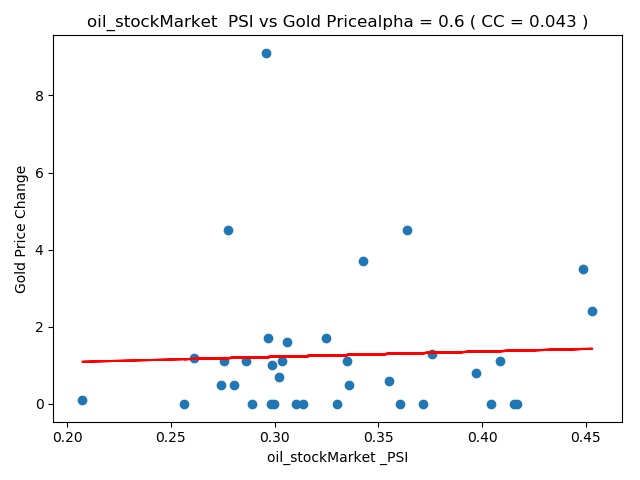 oil_stockMarket  PSI vs Gold Pricealpha = 0.6 ( CC = 0.043 )
8
6
4
2
0
Gold Price Change
0.20 0.25 0.30 0.35 0.40 0.45
oil_stockMarket _PSI